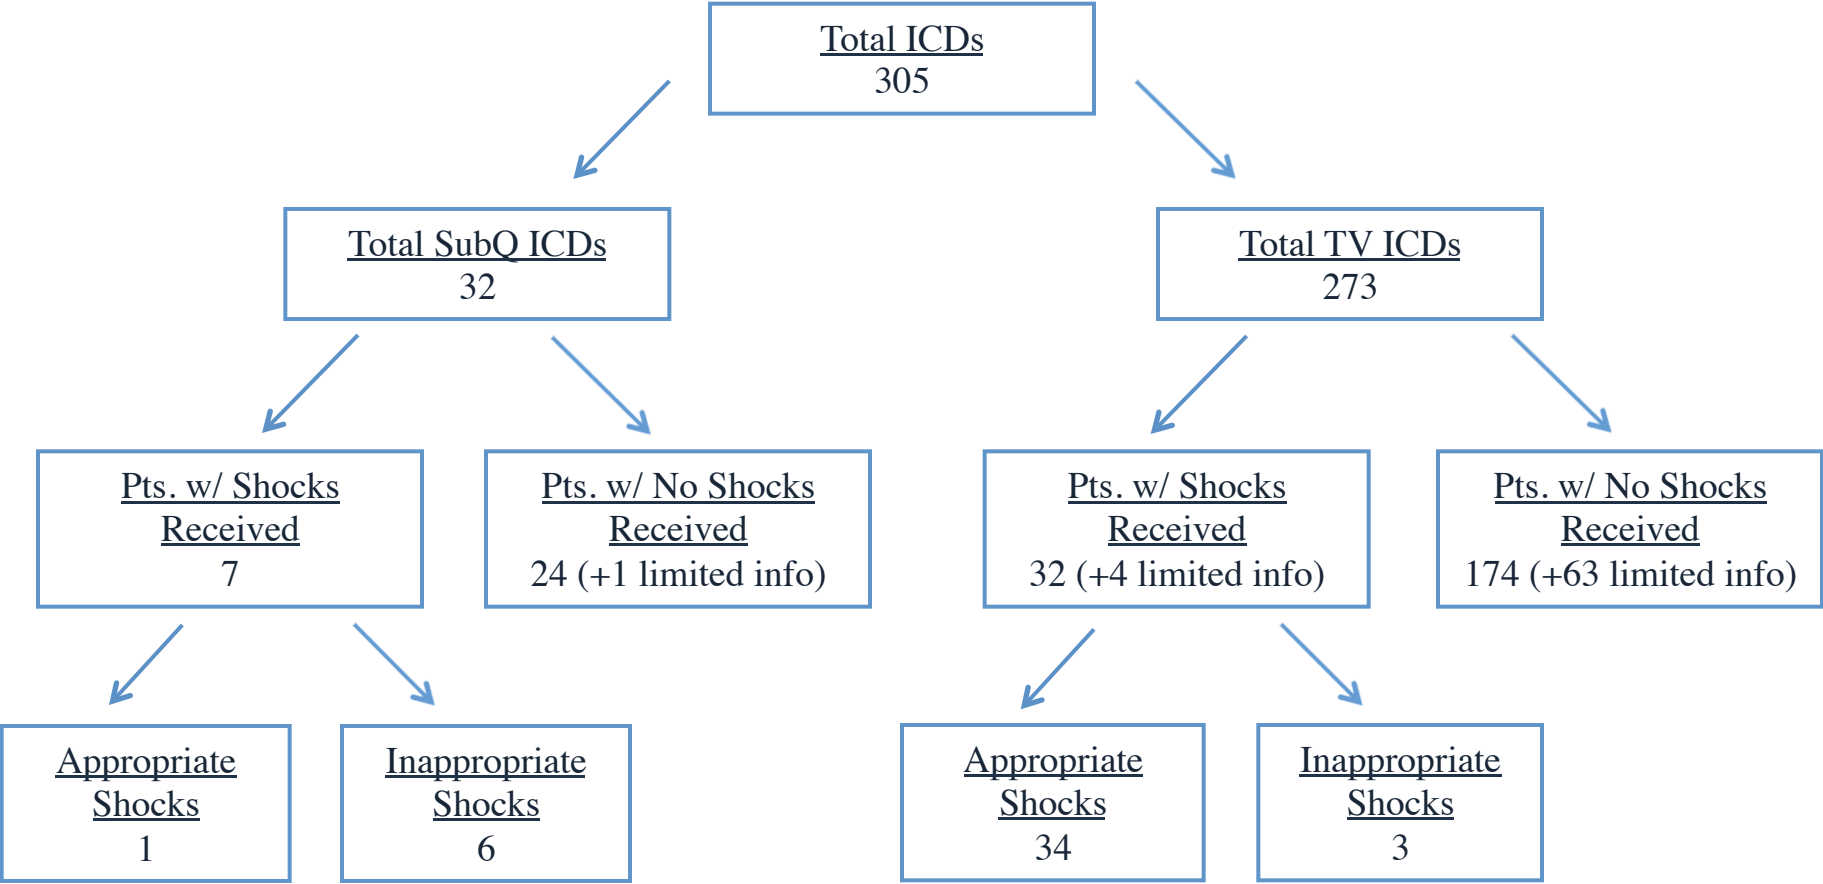 Total ICDs
305
Total SubQ ICDs
32
Total TV ICDs
273
Pts. w/ Shocks
Received
7
Pts. w/ No Shocks
Received
24 (+1 limited info)
Pts. w/ Shocks
Received
32 (+4 limited info)
Pts. w/ No Shocks
Received
174 (+63 limited info)
Appropriate
Shocks
1
Inappropriate
Shocks
6
Appropriate
Shocks
34
Inappropriate
Shocks
3